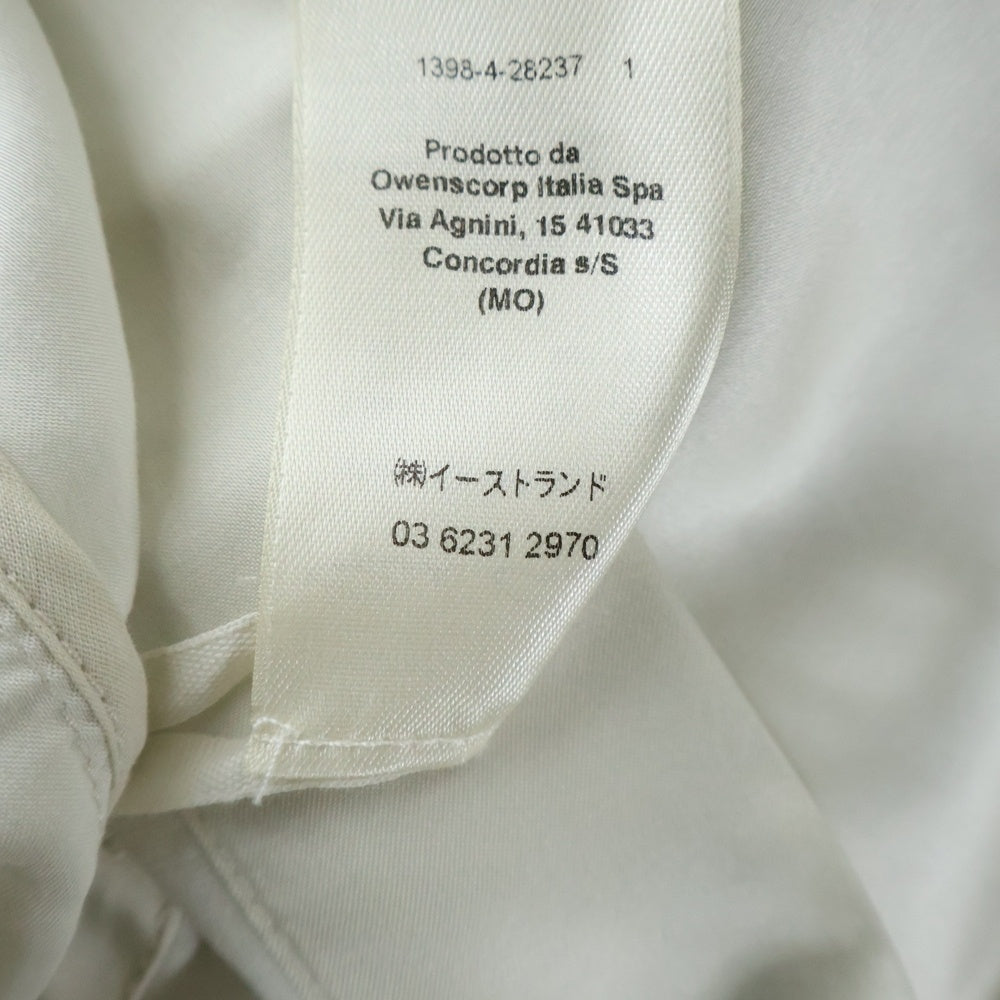 1398-4-28237 1
Prodotto da
Owenscorp Italia Spa
Via Agnini, 15 41033
Concordia s/S
(MO)
㈱イーストランド
03 6231 2970